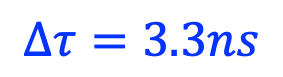 Δτ = 3.3ns